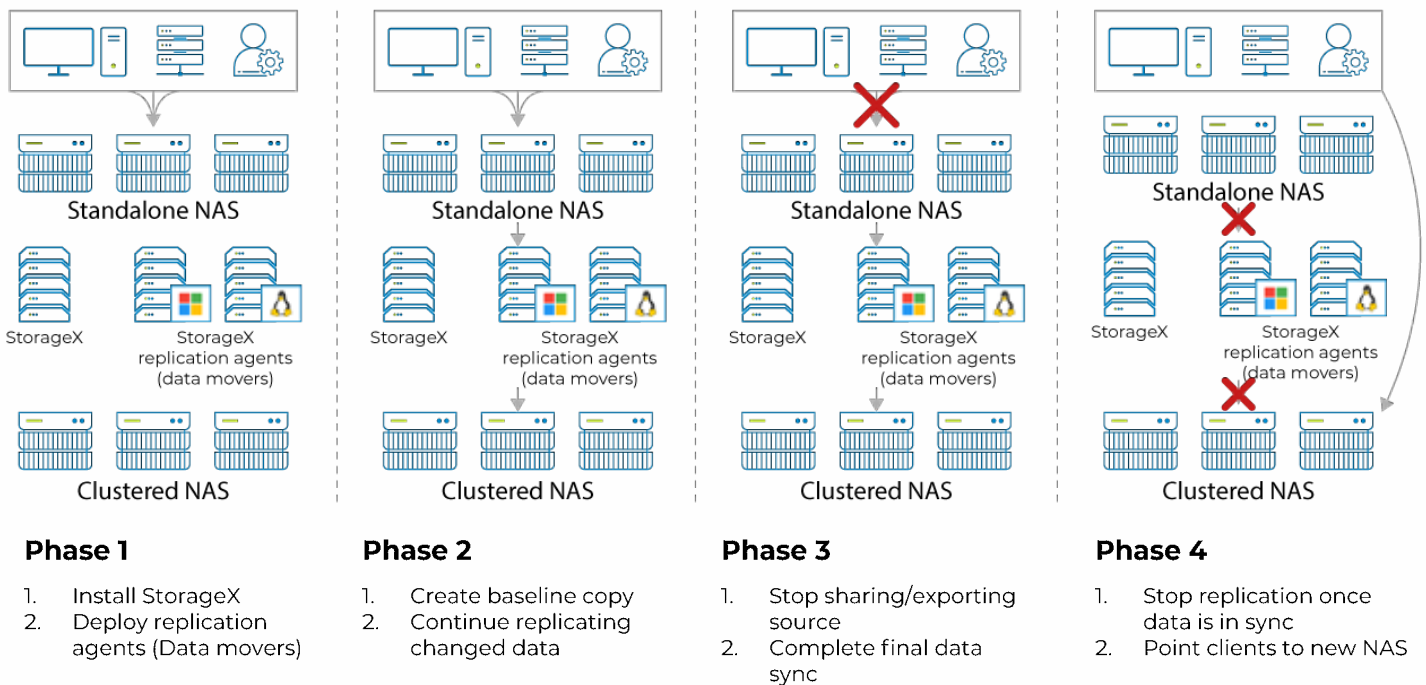 Standalone NAS
StorageX
StorageX
replication agents
(data movers)
Clustered NAS
Phase 1
1. Install StorageX
2. Deploy replication
agents (Data movers)
Standalone NAS
StorageX
StorageX
replication agents
(data movers)
Clustered NAS
Phase 2
1. Create baseline copy
2. Continue replicating
changed data
Standalone NAS
StorageX
StorageX
replication agents
(data movers)
Clustered NAS
Phase 3
1. Stop sharing/exporting
source
2. Complete final data
sync
Standalone NAS
StorageX
StorageX
replication agents
(data movers)
Clustered NAS
Phase 4
1. Stop replication once
data is in sync
2. Point clients to new NAS